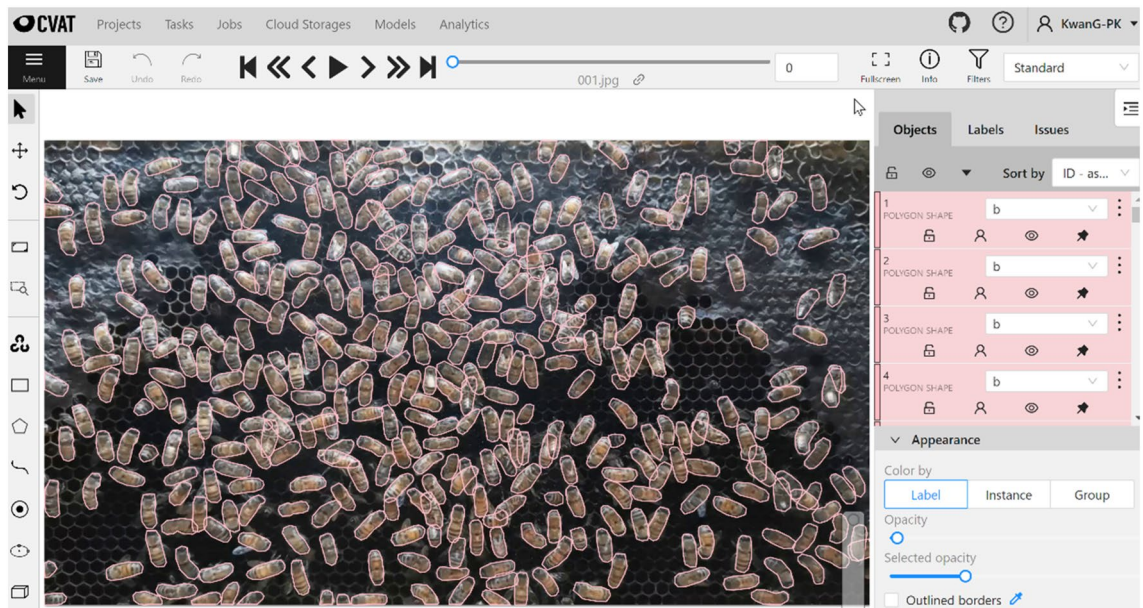 CVAT Projects Tasks Jobs Cloud Storages Models Analytics KwanG-PK
Menu Save Undo Redo 001.jpg 0 Fullscreen Info Filters Standard
Objects Labels Issues
Sort by ID - as...
1 b
POLYGON SHAPE
2 b
POLYGON SHAPE
3 b
POLYGON SHAPE
4 b
POLYGON SHAPE
Appearance
Color by
Label Instance Group
Opacity
Selected opacity
Outlined borders